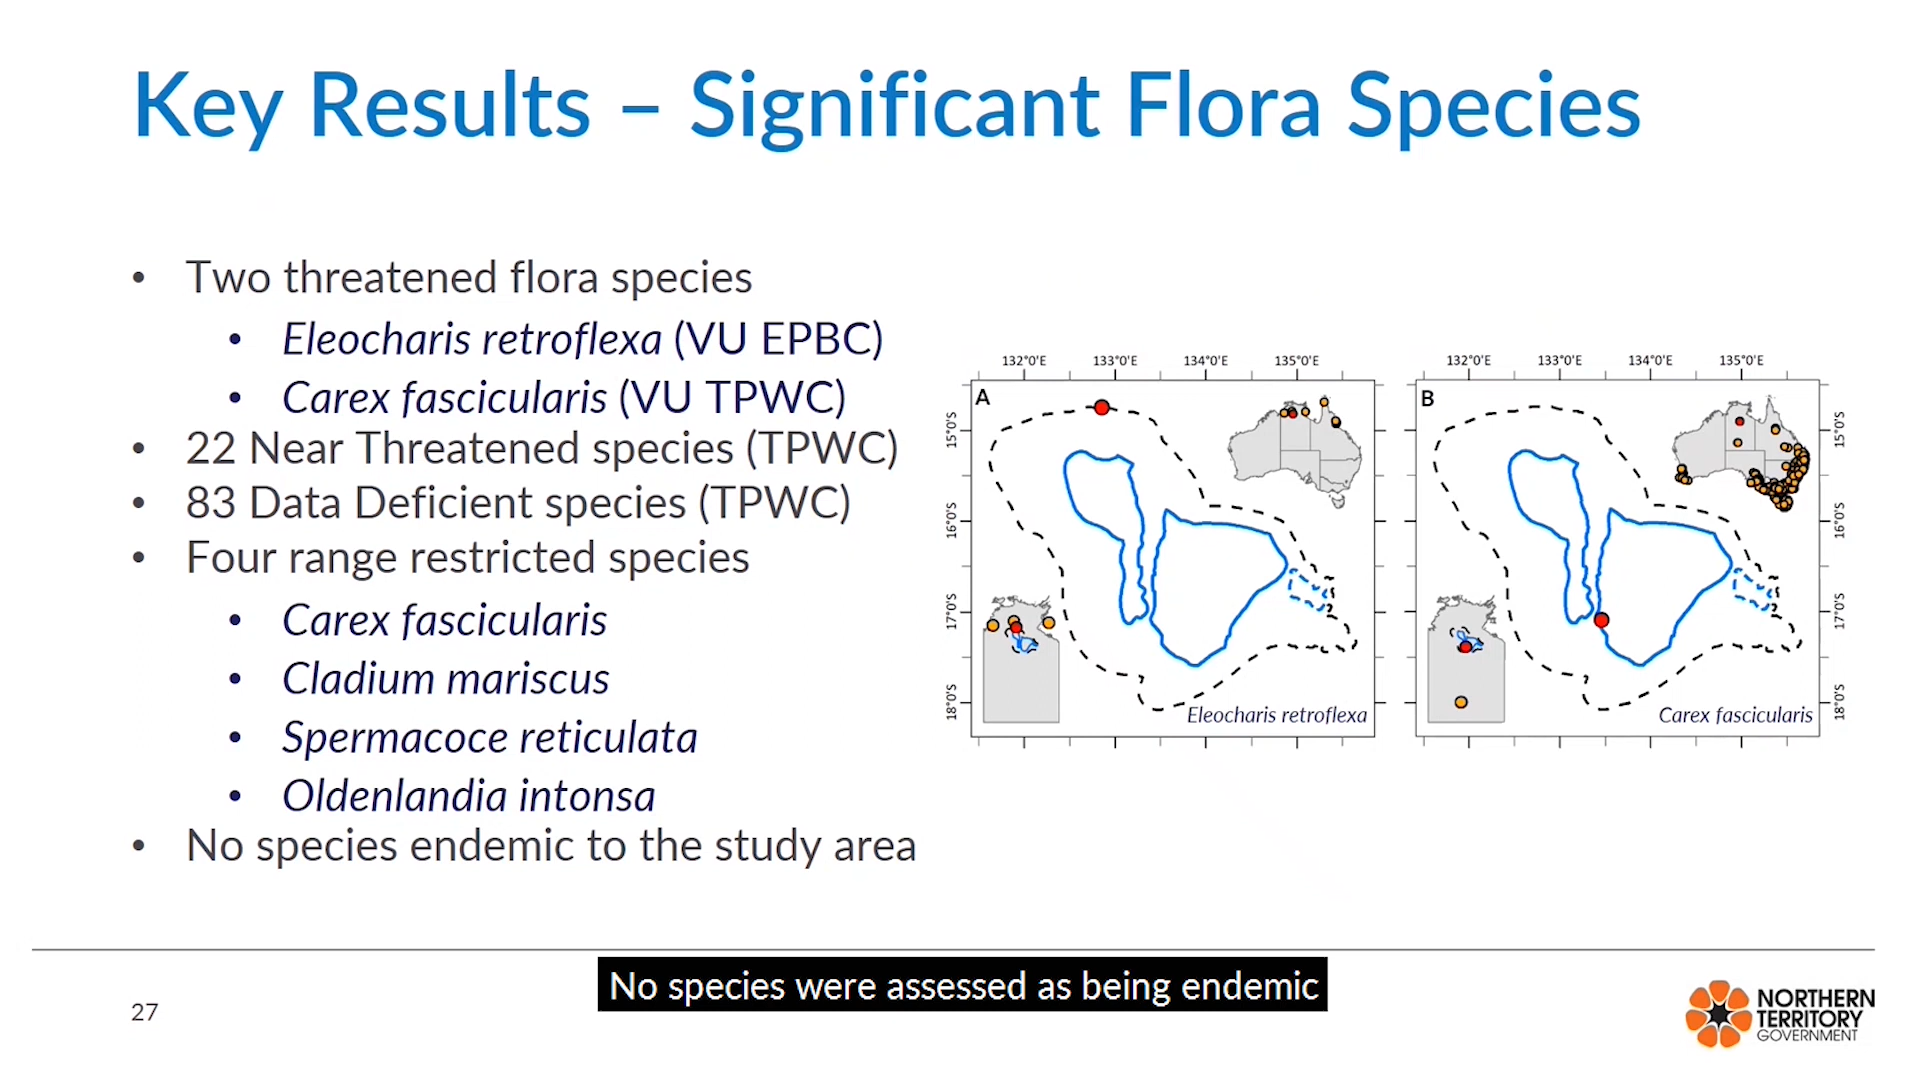 Key Results – Significant Flora Species
• Two threatened flora species
• Eleocharis retroflexa (VU EPBC)
• Carex fascicularis (VU TPWC)
• 22 Near Threatened species (TPWC)
• 83 Data Deficient species (TPWC)
• Four range restricted species
• Carex fascicularis
• Cladium mariscus
• Spermacoce reticulata
• Oldenlandia intonsa
• No species endemic to the study area
132°0'E 133°0'E 134°0'E 135°0'E
A
15°0'S
16°0'S
17°0'S
18°0'S
Eleocharis retroflexa
132°0'E 133°0'E 134°0'E 135°0'E
B
15°0'S
16°0'S
17°0'S
18°0'S
Carex fascicularis
No species were assessed as being endemic
27
NORTHERN
TERRITORY
GOVERNMENT